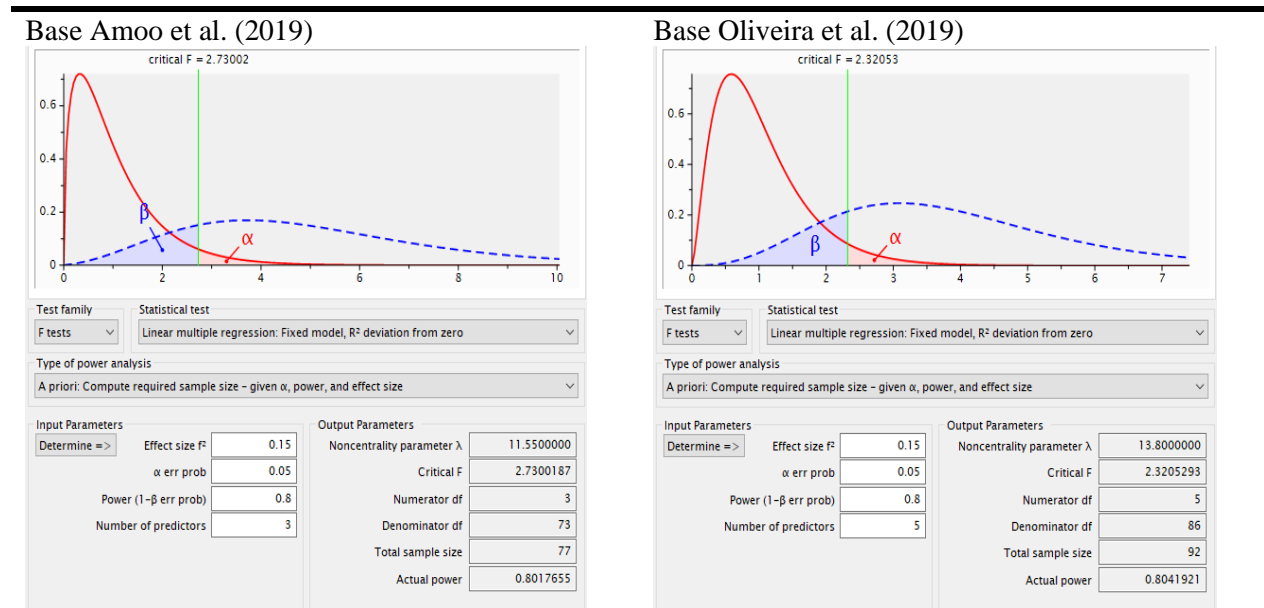 Base Amoo et al. (2019)
critical F = 2.73002
0.6
0.4
0.2
0
β
α
0 2 4 6 8 10
Test family
Statistical test
F tests
Linear multiple regression: Fixed model, R² deviation from zero
Type of power analysis
A priori: Compute required sample size – given α, power, and effect size
Input Parameters
Output Parameters
Determine =>
Effect size f² 0.15
Noncentrality parameter λ 11.5500000
α err prob 0.05
Critical F 2.7300187
Power (1-β err prob) 0.8
Numerator df 3
Number of predictors 3
Denominator df 73
Total sample size 77
Actual power 0.8017655
Base Oliveira et al. (2019)
critical F = 2.32053
0.6
0.4
0.2
0
β
α
0 1 2 3 4 5 6 7
Test family
Statistical test
F tests
Linear multiple regression: Fixed model, R² deviation from zero
Type of power analysis
A priori: Compute required sample size – given α, power, and effect size
Input Parameters
Output Parameters
Determine =>
Effect size f² 0.15
Noncentrality parameter λ 13.8000000
α err prob 0.05
Critical F 2.3205293
Power (1-β err prob) 0.8
Numerator df 5
Number of predictors 5
Denominator df 86
Total sample size 92
Actual power 0.8041921